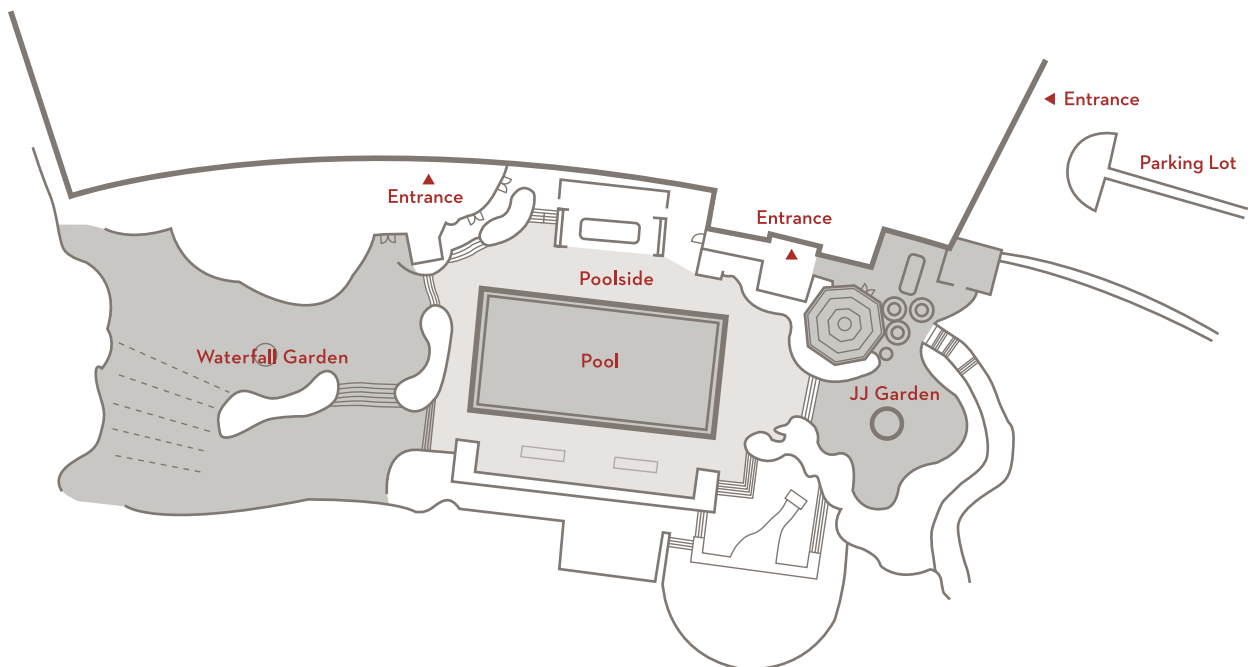 Entrance
Parking Lot
Entrance
Entrance
Poolside
Waterfall Garden
Pool
JJ Garden